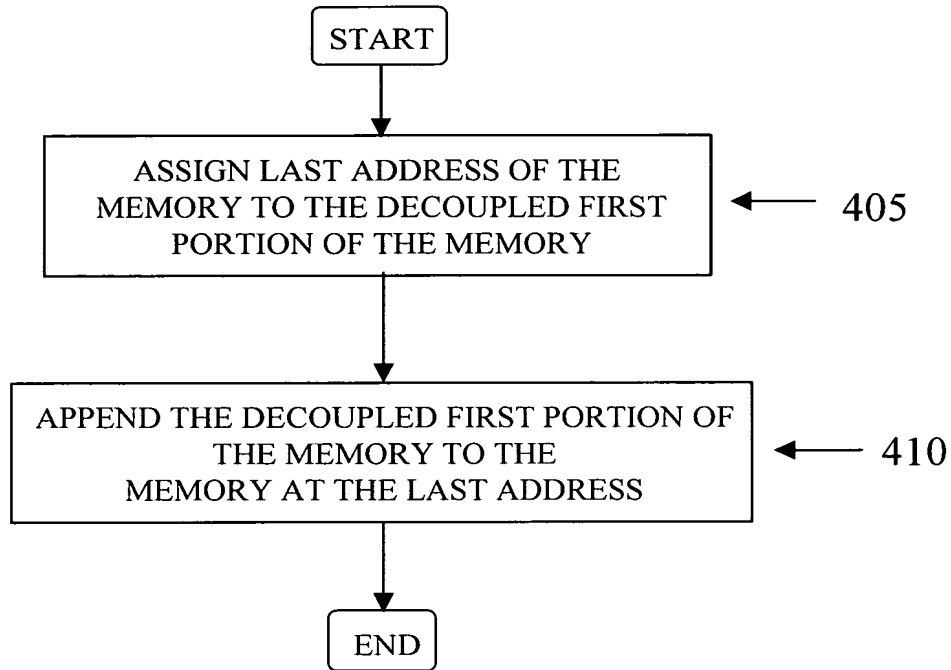 START
ASSIGN LAST ADDRESS OF THE
MEMORY TO THE DECOUPLED FIRST
PORTION OF THE MEMORY
405
APPEND THE DECOUPLED FIRST PORTION OF
THE MEMORY TO THE
MEMORY AT THE LAST ADDRESS
410
END